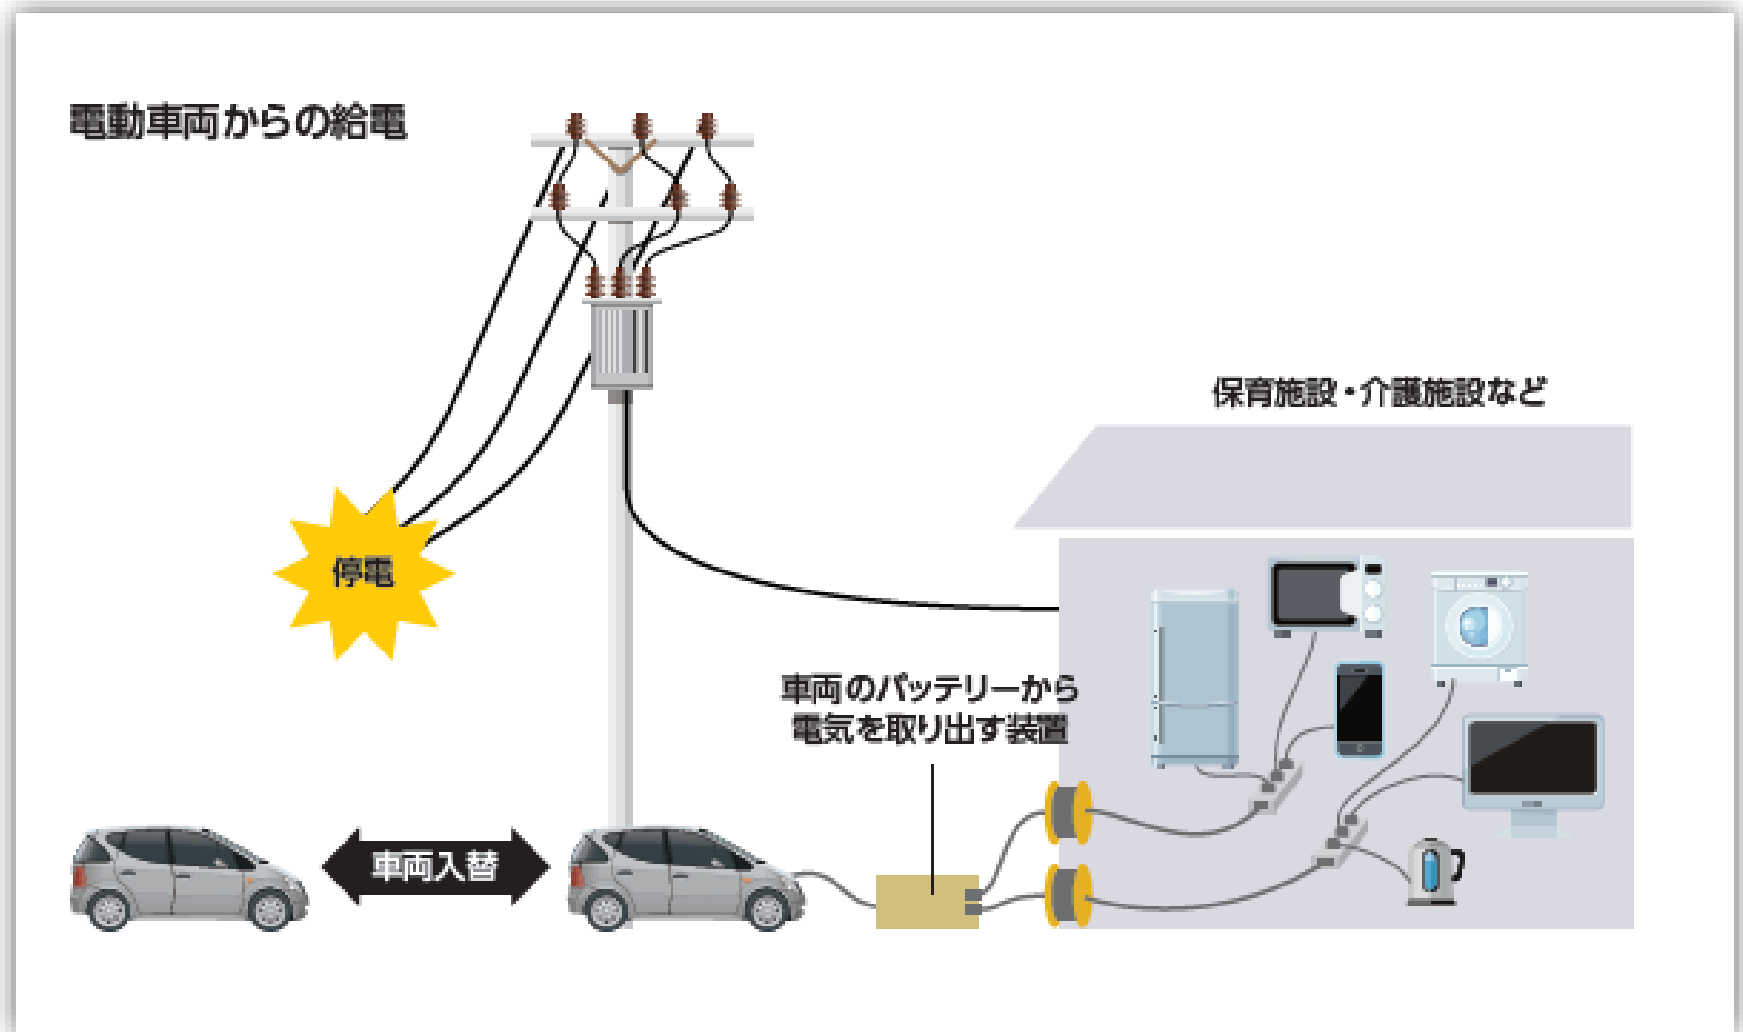 電動車両からの給電
保育施設・介護施設など
停電
車両のバッテリーから
電気を取り出す装置
車両入替